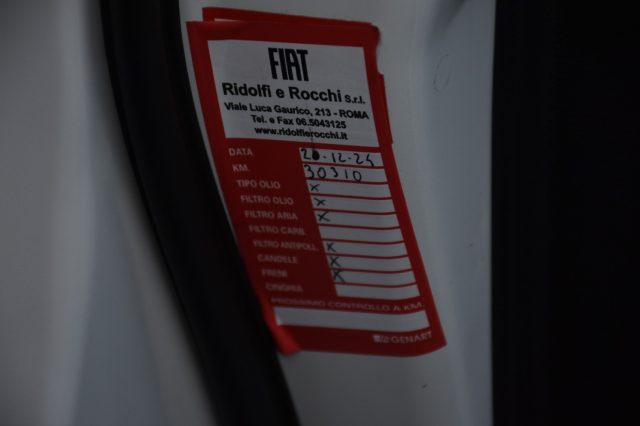 FIAT
Ridolfi e Rocchi s.r.l.
Viale Luca Gaurico, 213 - ROMA
Tel. e Fax 06.5043125
www.ridolfierocchi.it
DATA 20-12-24
KM. 30310
TIPO OLIO x
FILTRO OLIO x
FILTRO ARIA x
FILTRO CARB.
FILTRO ANTIPOLL. x
CANDELE x
FRENI x
CINGHIA
PROSSIMO CONTROLLO A KM.
GENART